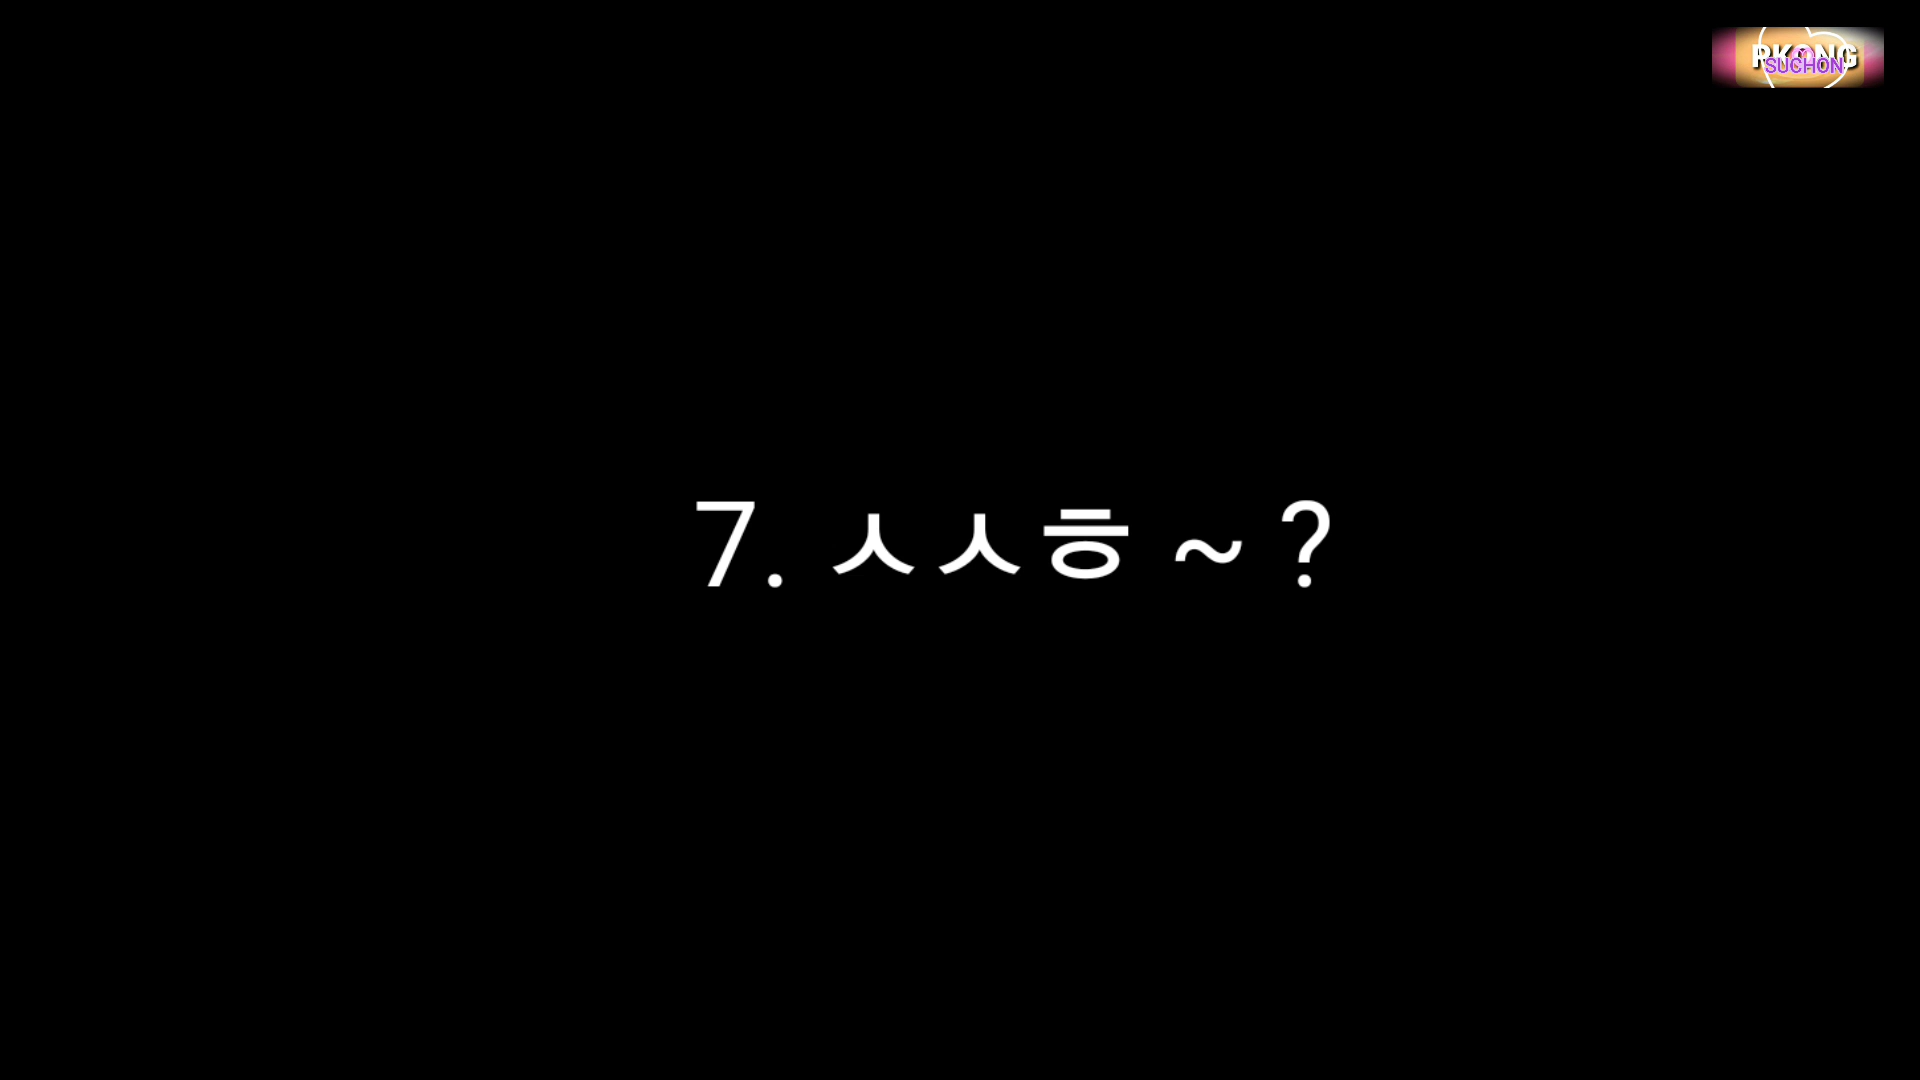 RKONG
SUCHON
7. ㅅㅅㅎ ~ ?